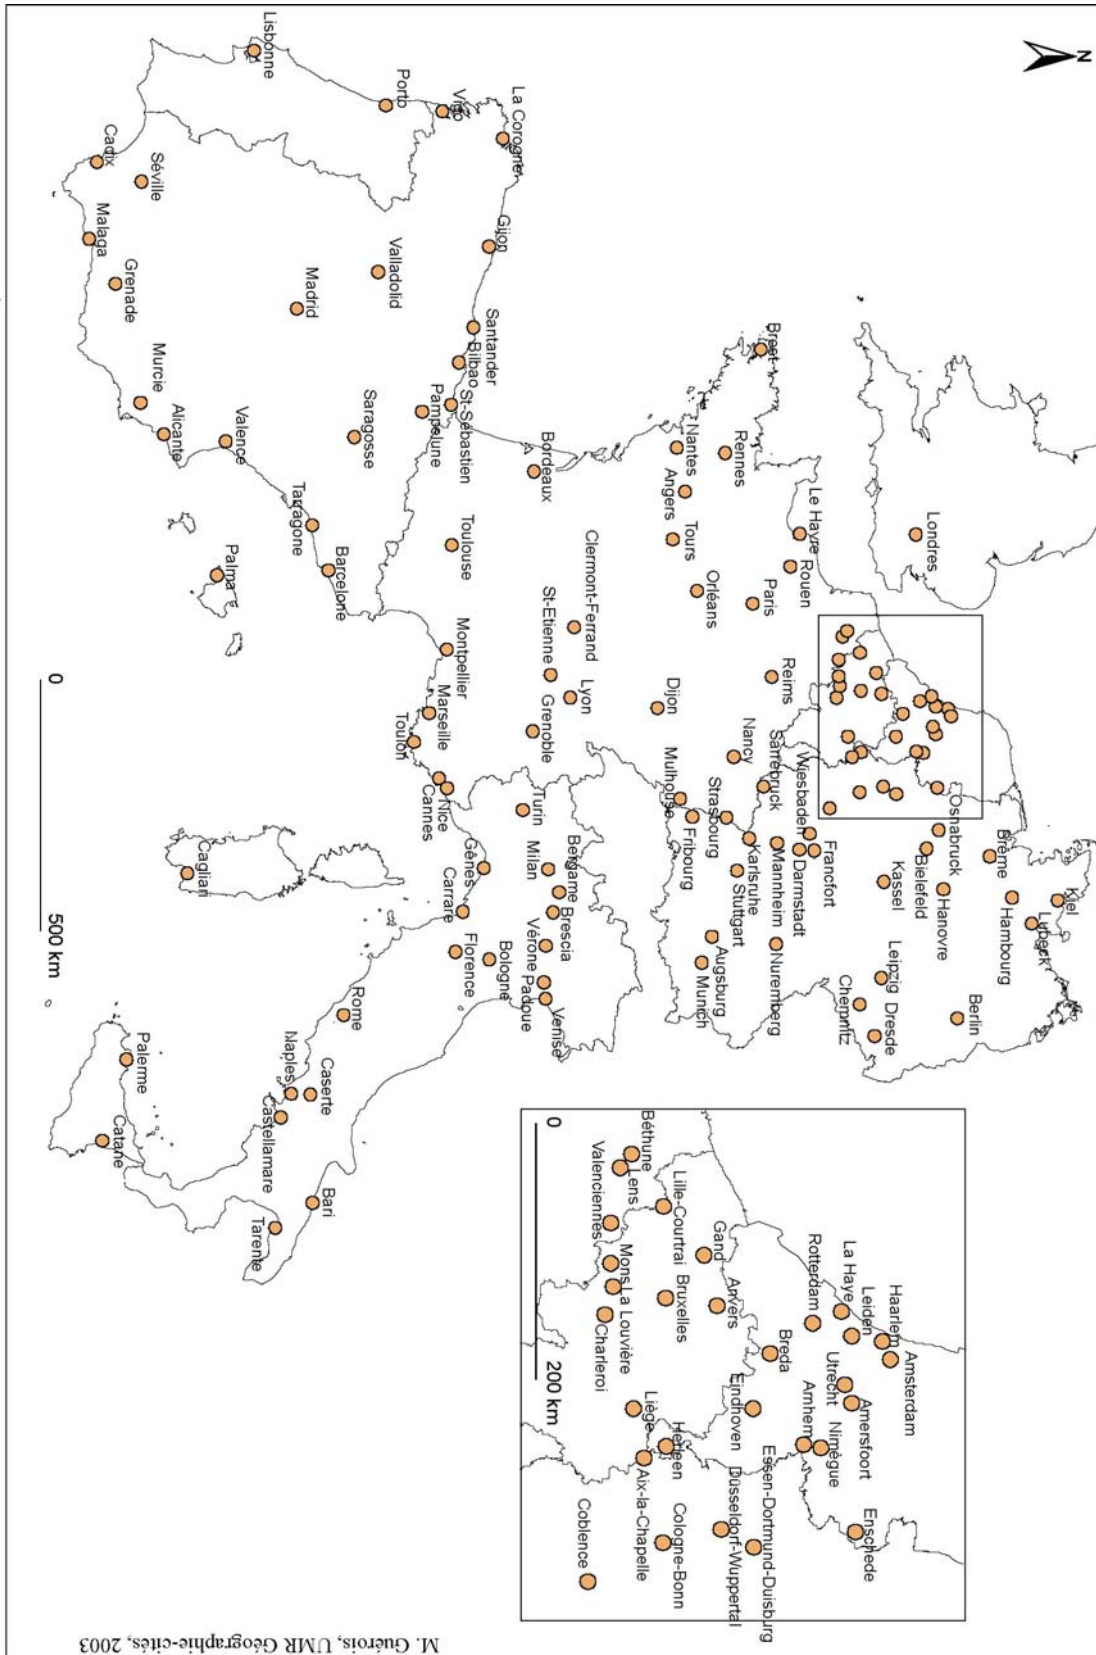 N
Lisbonne
Porto
Vigo
La Corogne
Cadix
Séville
Malaga
Grenade
Gijon
Valladolid
Madrid
Santander
Bilbao
St-Sébastien
Pampelune
Saragosse
Murcie
Alicante
Valence
Tarragone
Barcelone
Palma
Brest
Rennes
Nantes
Angers
Tours
Bordeaux
Toulouse
Le Havre
Rouen
Paris
Orléans
Londres
Clermont-Ferrand
St-Etienne
Lyon
Grenoble
Montpellier
Marseille
Toulon
Cannes
Nice
Reims
Dijon
Nancy
Sarrebruck
Wiesbaden
Mulhouse
Strasbourg
Fribourg
Karlsruhe
Stuttgart
Mannheim
Darmstadt
Francfort
Osnabruck
Bielefeld
Kassel
Hanovre
Brème
Hambourg
Kiel
Lubeck
Berlin
Leipzig
Dresde
Chemnitz
Nuremberg
Augsburg
Munich
Turin
Milan
Bergame
Brescia
Vérone
Padoue
Venise
Gênes
Carrare
Florence
Bologne
Rome
Naples
Caserte
Castellamare
Bari
Tarente
Cagliari
Palerme
Catane
0
500 km
Béthune
Lens
Valenciennes
Lille-Courtrai
Mons
La Louvière
Charleroi
Gand
Anvers
Bruxelles
Rotterdam
La Haye
Leiden
Haarlem
Amsterdam
Utrecht
Amersfoort
Breda
Eindhoven
Arnhem
Nimègue
Enschede
Liège
Herleen
Aix-la-Chapelle
Cologne-Bonn
Düsseldorf-Wuppertal
Essen-Dortmund-Duisburg
Coblence
0
200 km
M. Guérois, UMR Géographie-cités, 2003